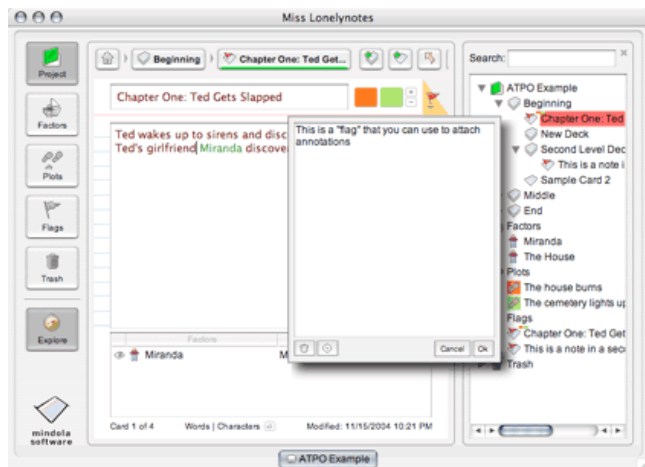 Miss Lonelynotes
Project
Factors
Plots
Flags
Trash
Explore
mindola
software
Beginning
Chapter One: Ted Get...
Chapter One: Ted Gets Slapped
Ted wakes up to sirens and disc
Ted's girlfriend Miranda discove
This is a "flag" that you can use to attach
annotations
Cancel Ok
Factors
Miranda M
Card 1 of 4 Words | Characters Modified: 11/15/2004 10:21 PM
Search:
ATPO Example
Beginning
Chapter One: Ted
New Deck
Second Level Dec
This is a note i
Sample Card 2
Middle
End
Factors
Miranda
The House
Plots
The house burns
The cemetery lights up
Flags
Chapter One: Ted Get
This is a note in a seco
Trash
ATPO Example